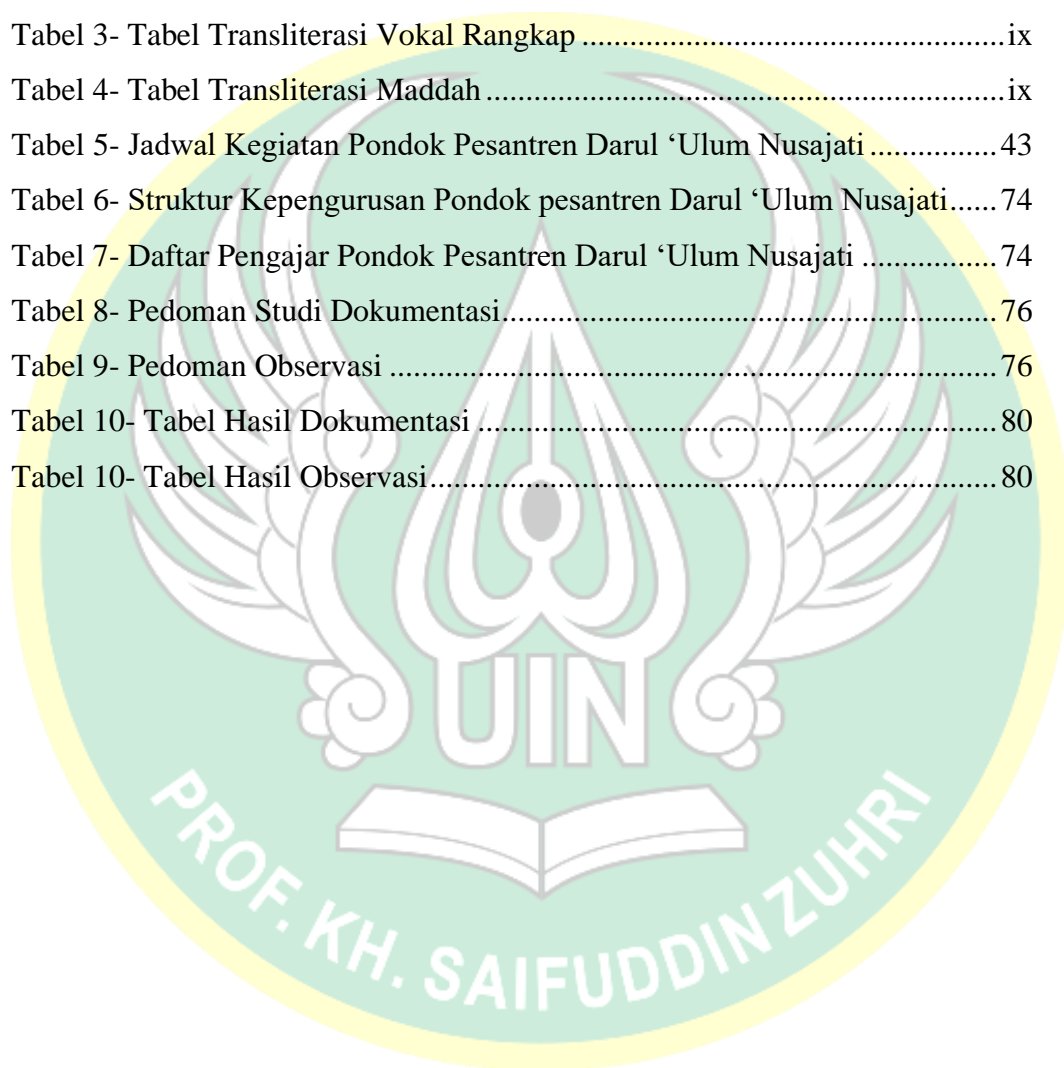 Tabel 3- Tabel Transliterasi Vokal Rangkap ...................................................... ix
Tabel 4- Tabel Transliterasi Maddah .................................................................. ix
Tabel 5- Jadwal Kegiatan Pondok Pesantren Darul ‘Ulum Nusajati ................ 43
Tabel 6- Struktur Kepengurusan Pondok pesantren Darul ‘Ulum Nusajati...... 74
Tabel 7- Daftar Pengajar Pondok Pesantren Darul ‘Ulum Nusajati ................. 74
Tabel 8- Pedoman Studi Dokumentasi............................................................... 76
Tabel 9- Pedoman Observasi ............................................................................. 76
Tabel 10- Tabel Hasil Dokumentasi .................................................................. 80
Tabel 10- Tabel Hasil Observasi........................................................................ 80
UIN
PROF. KH. SAIFUDDIN ZUHRI